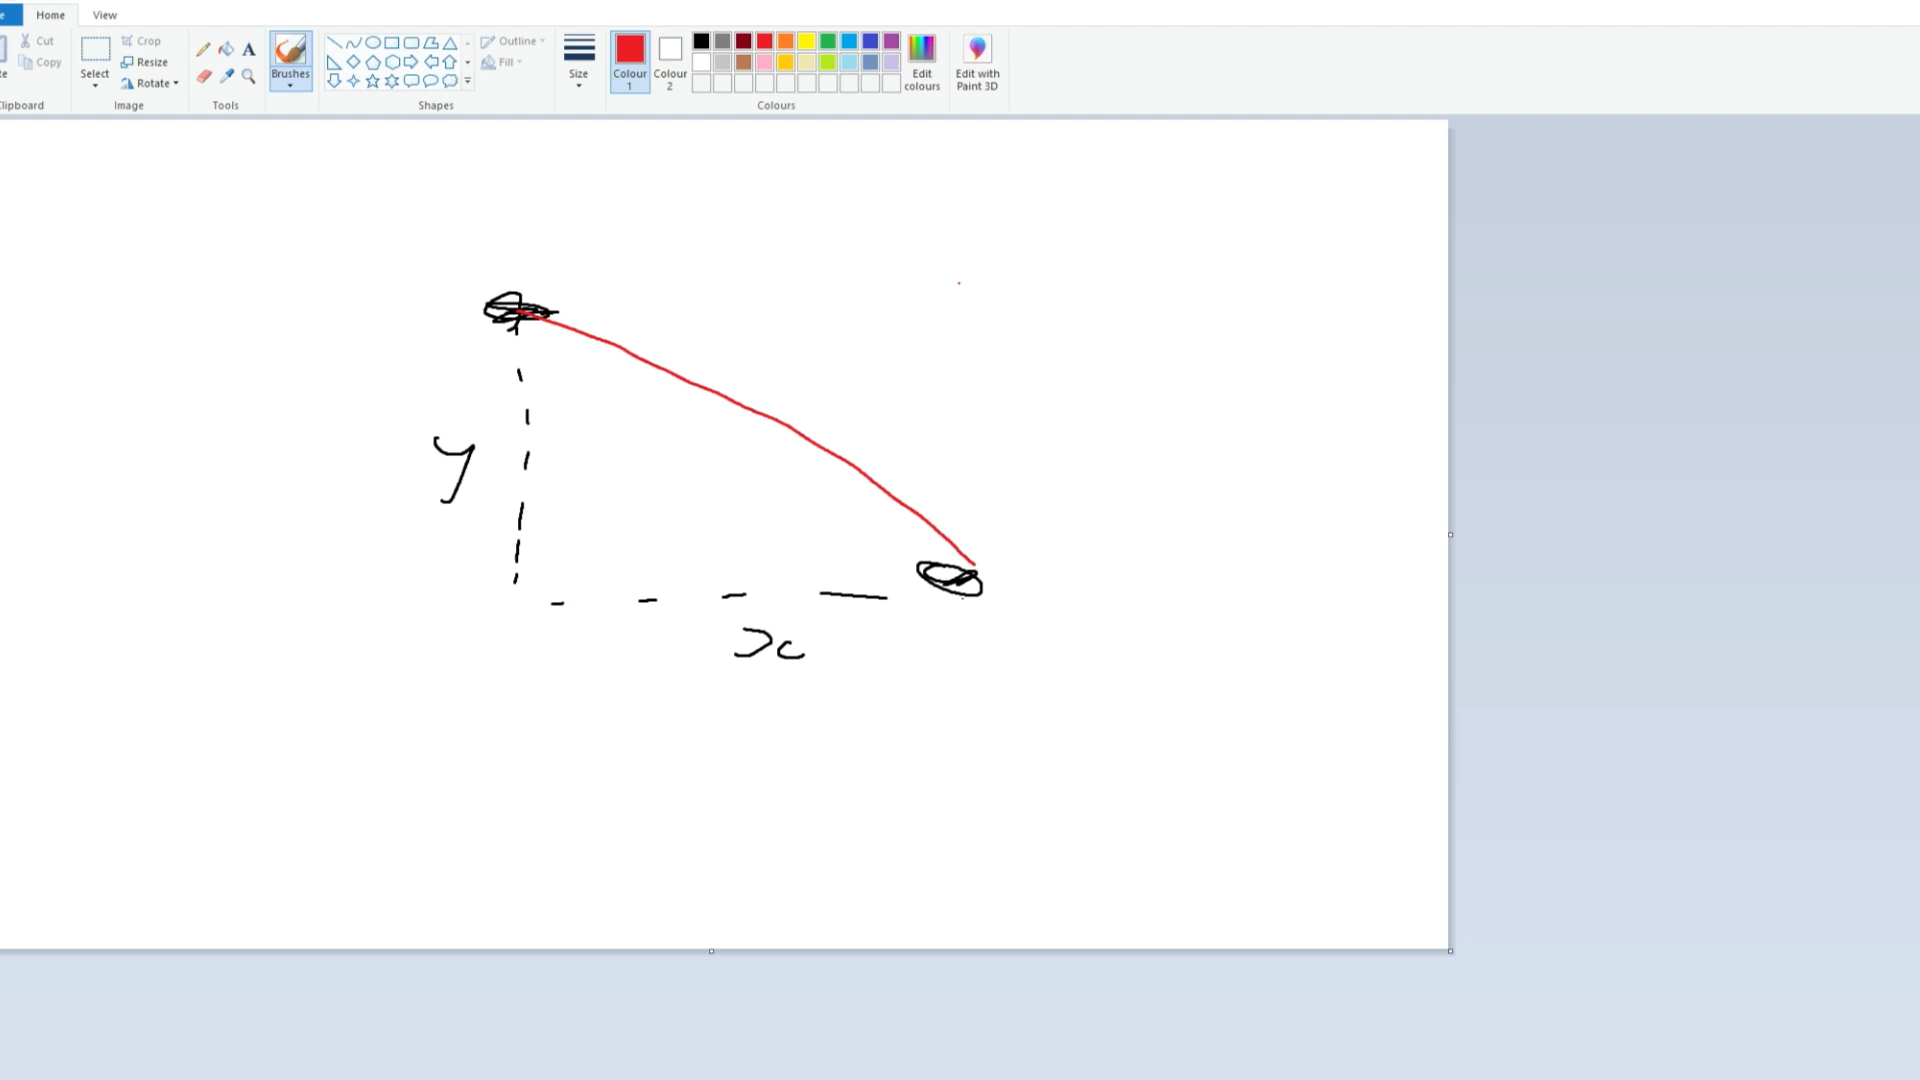 Home View
Cut
Copy
Clipboard
Select
Crop
Resize
Rotate
Image
A
Tools
Brushes
Outline
Fill
Shapes
Size
Colour 1
Colour 2
Edit colours
Colours
Edit with Paint 3D
y
x